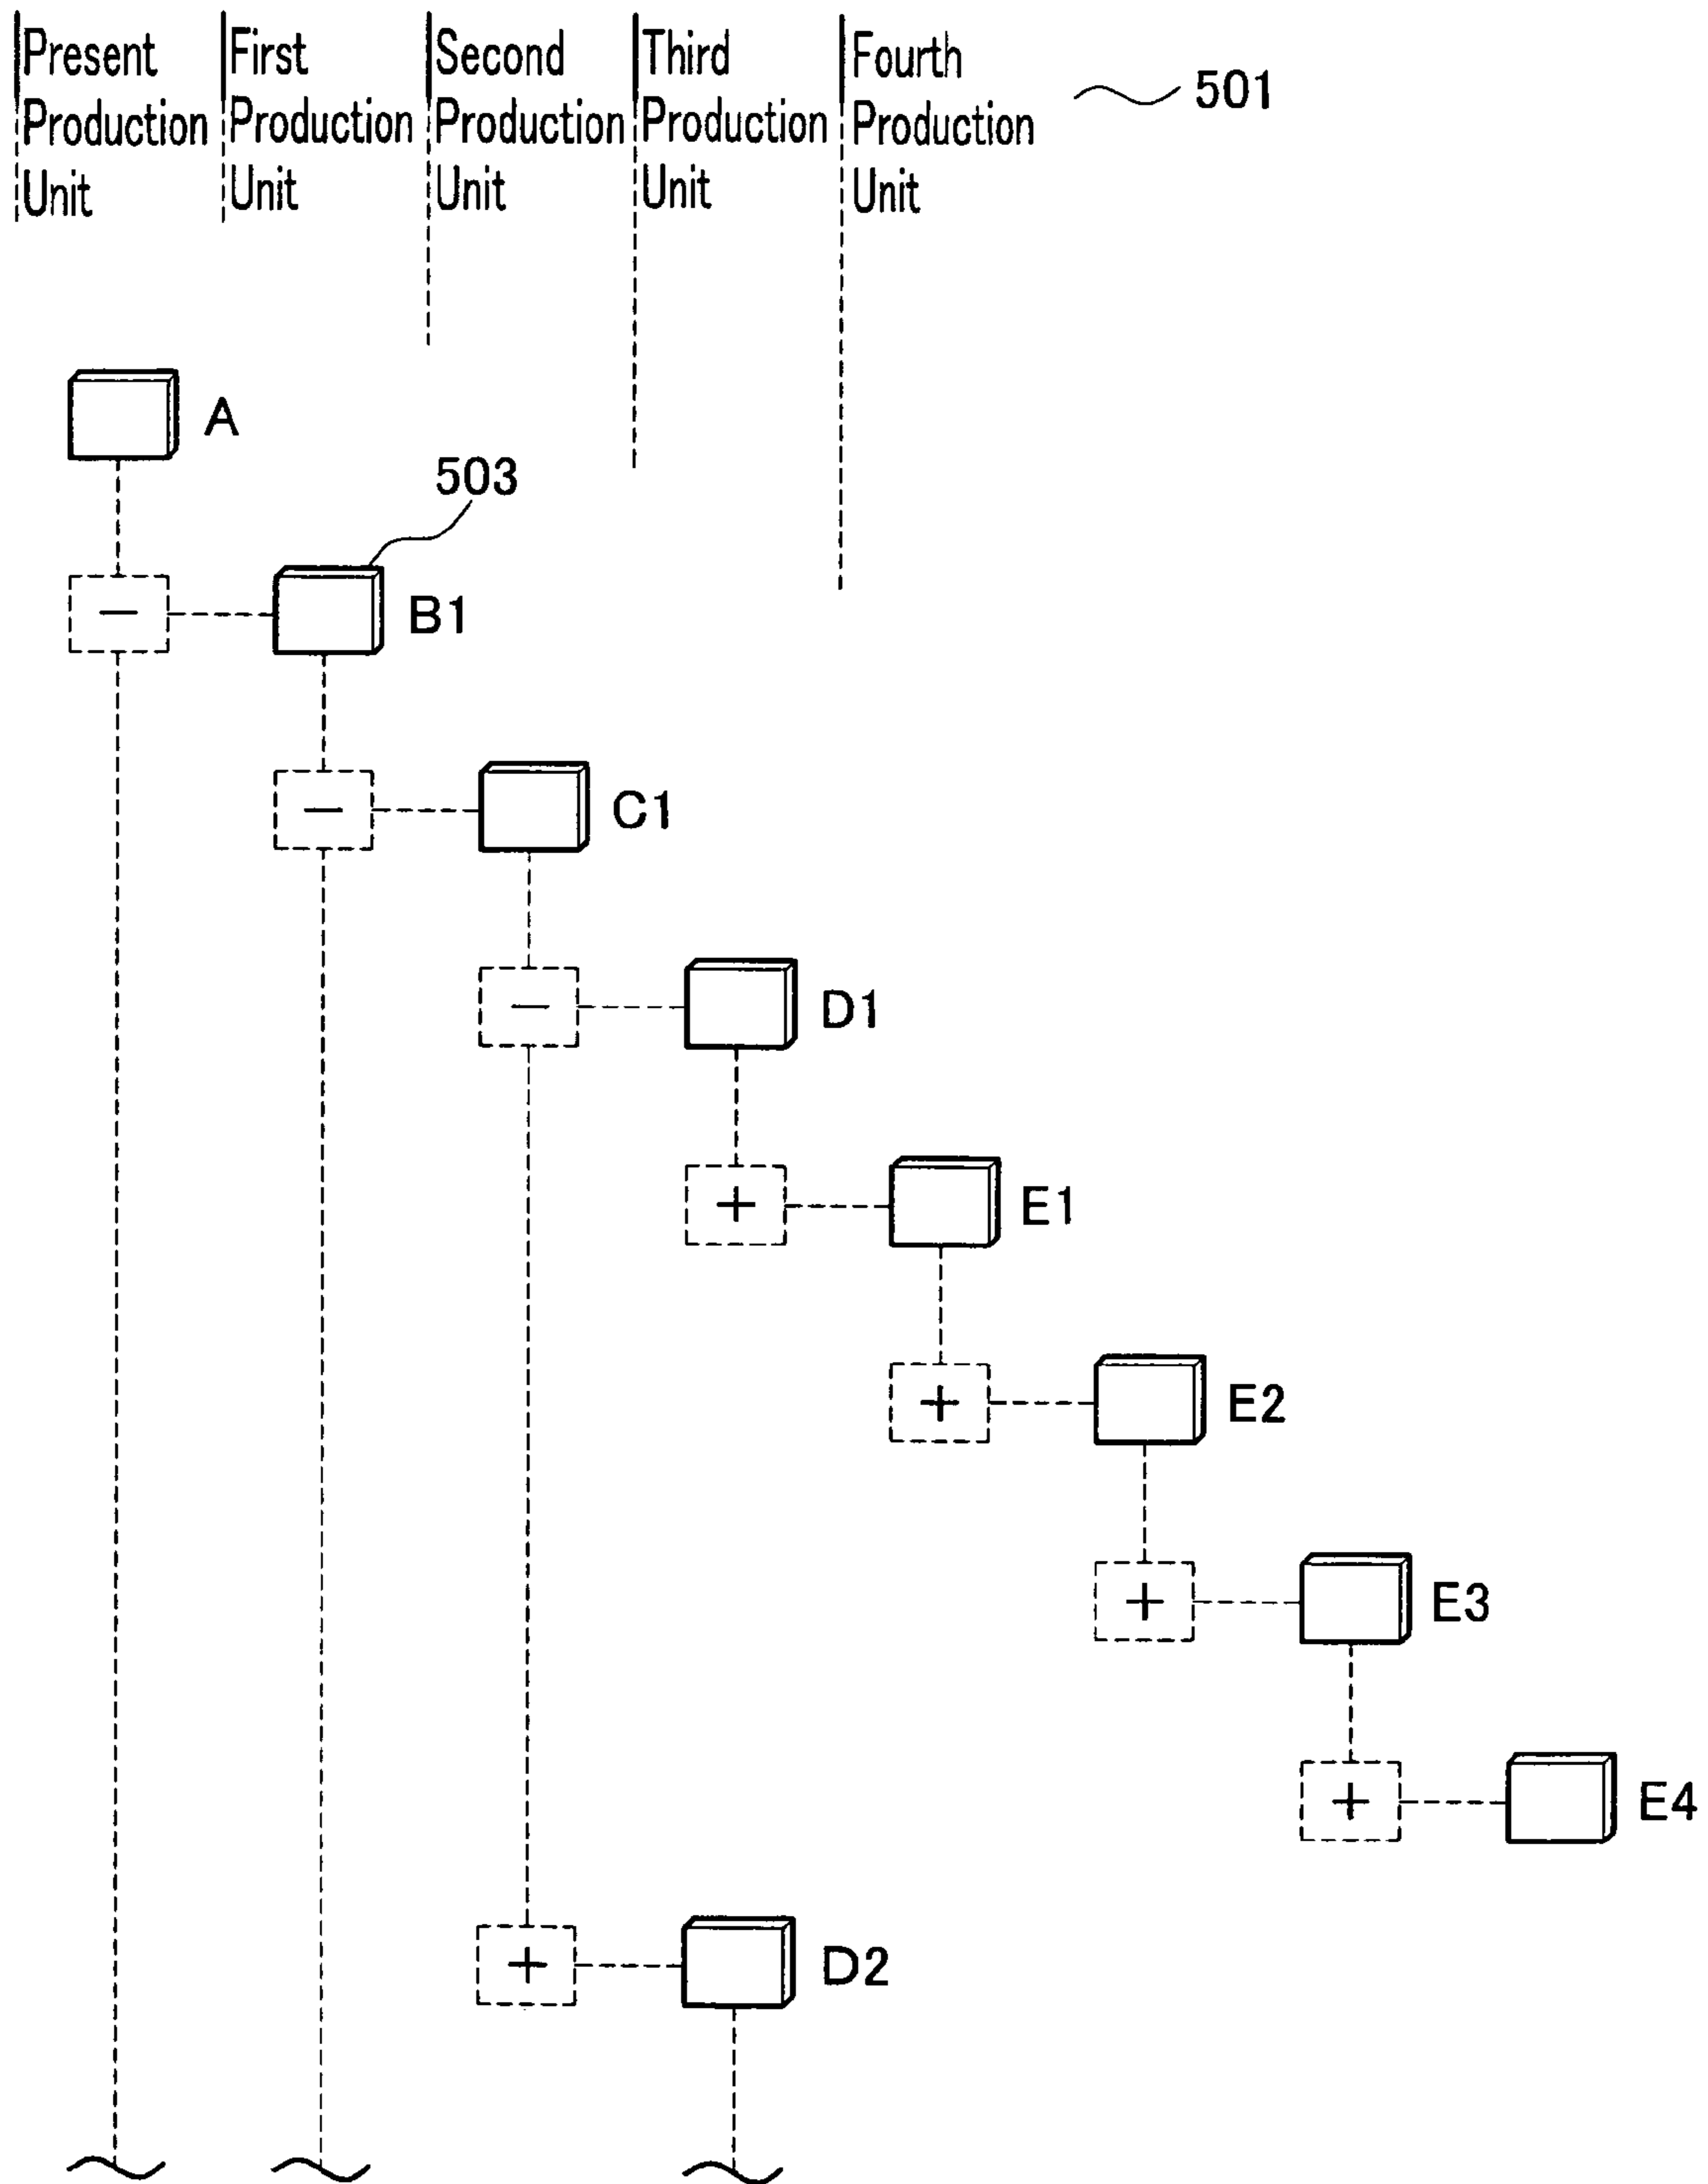 Present
Production
Unit
First
Production
Unit
Second
Production
Unit
Third
Production
Unit
Fourth
Production
Unit
501
A
503
−
B1
−
C1
−
D1
+
E1
+
E2
+
E3
+
E4
+
D2